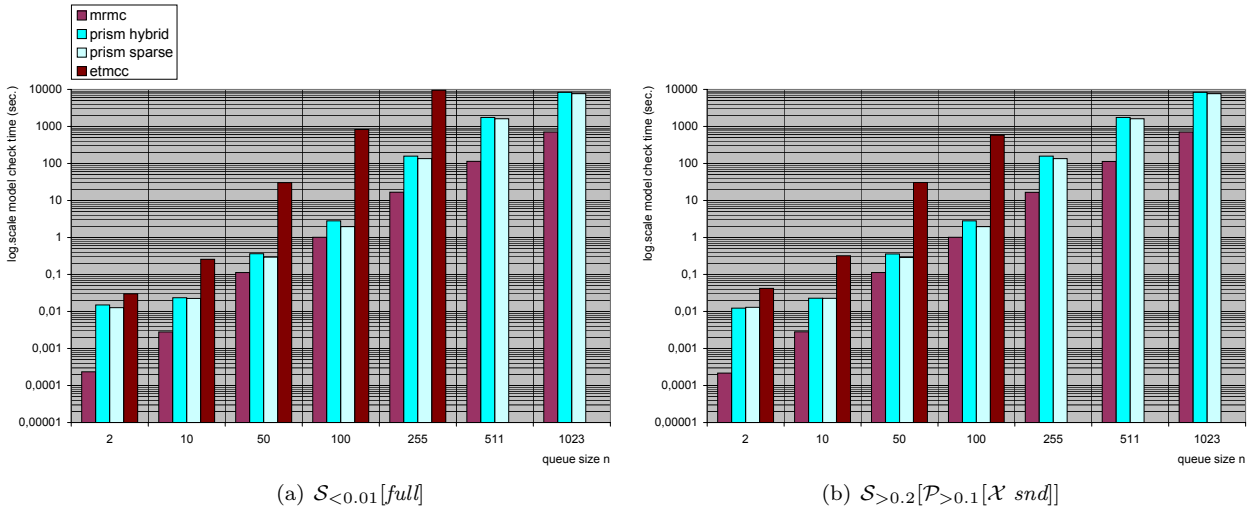 mrmc
prism hybrid
prism sparse
etmcc
log.scale model check time (sec.)
10000
1000
100
10
1
0,1
0,01
0,001
0,0001
0,00001
2 10 50 100 255 511 1023
queue size n
(a) S<0.01[full]
log.scale model check time (sec.)
10000
1000
100
10
1
0,1
0,01
0,001
0,0001
0,00001
2 10 50 100 255 511 1023
queue size n
(b) S>0.2[P>0.1[X snd]]